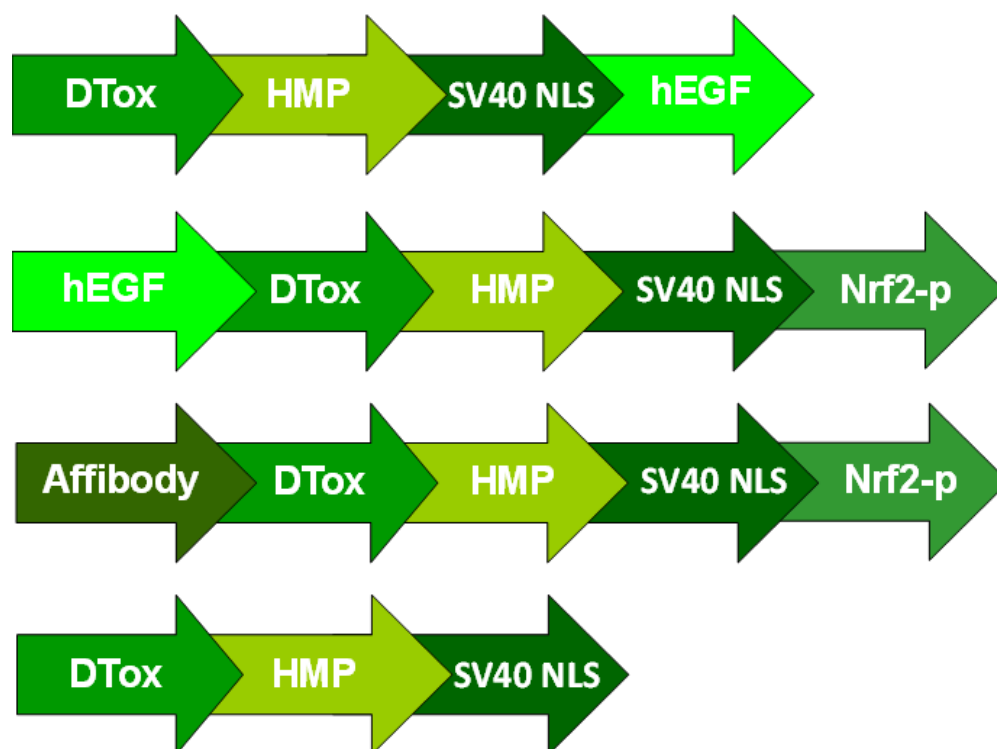 DTox HMP SV40 NLS hEGF
hEGF DTox HMP SV40 NLS Nrf2-p
Affibody DTox HMP SV40 NLS Nrf2-p
DTox HMP SV40 NLS